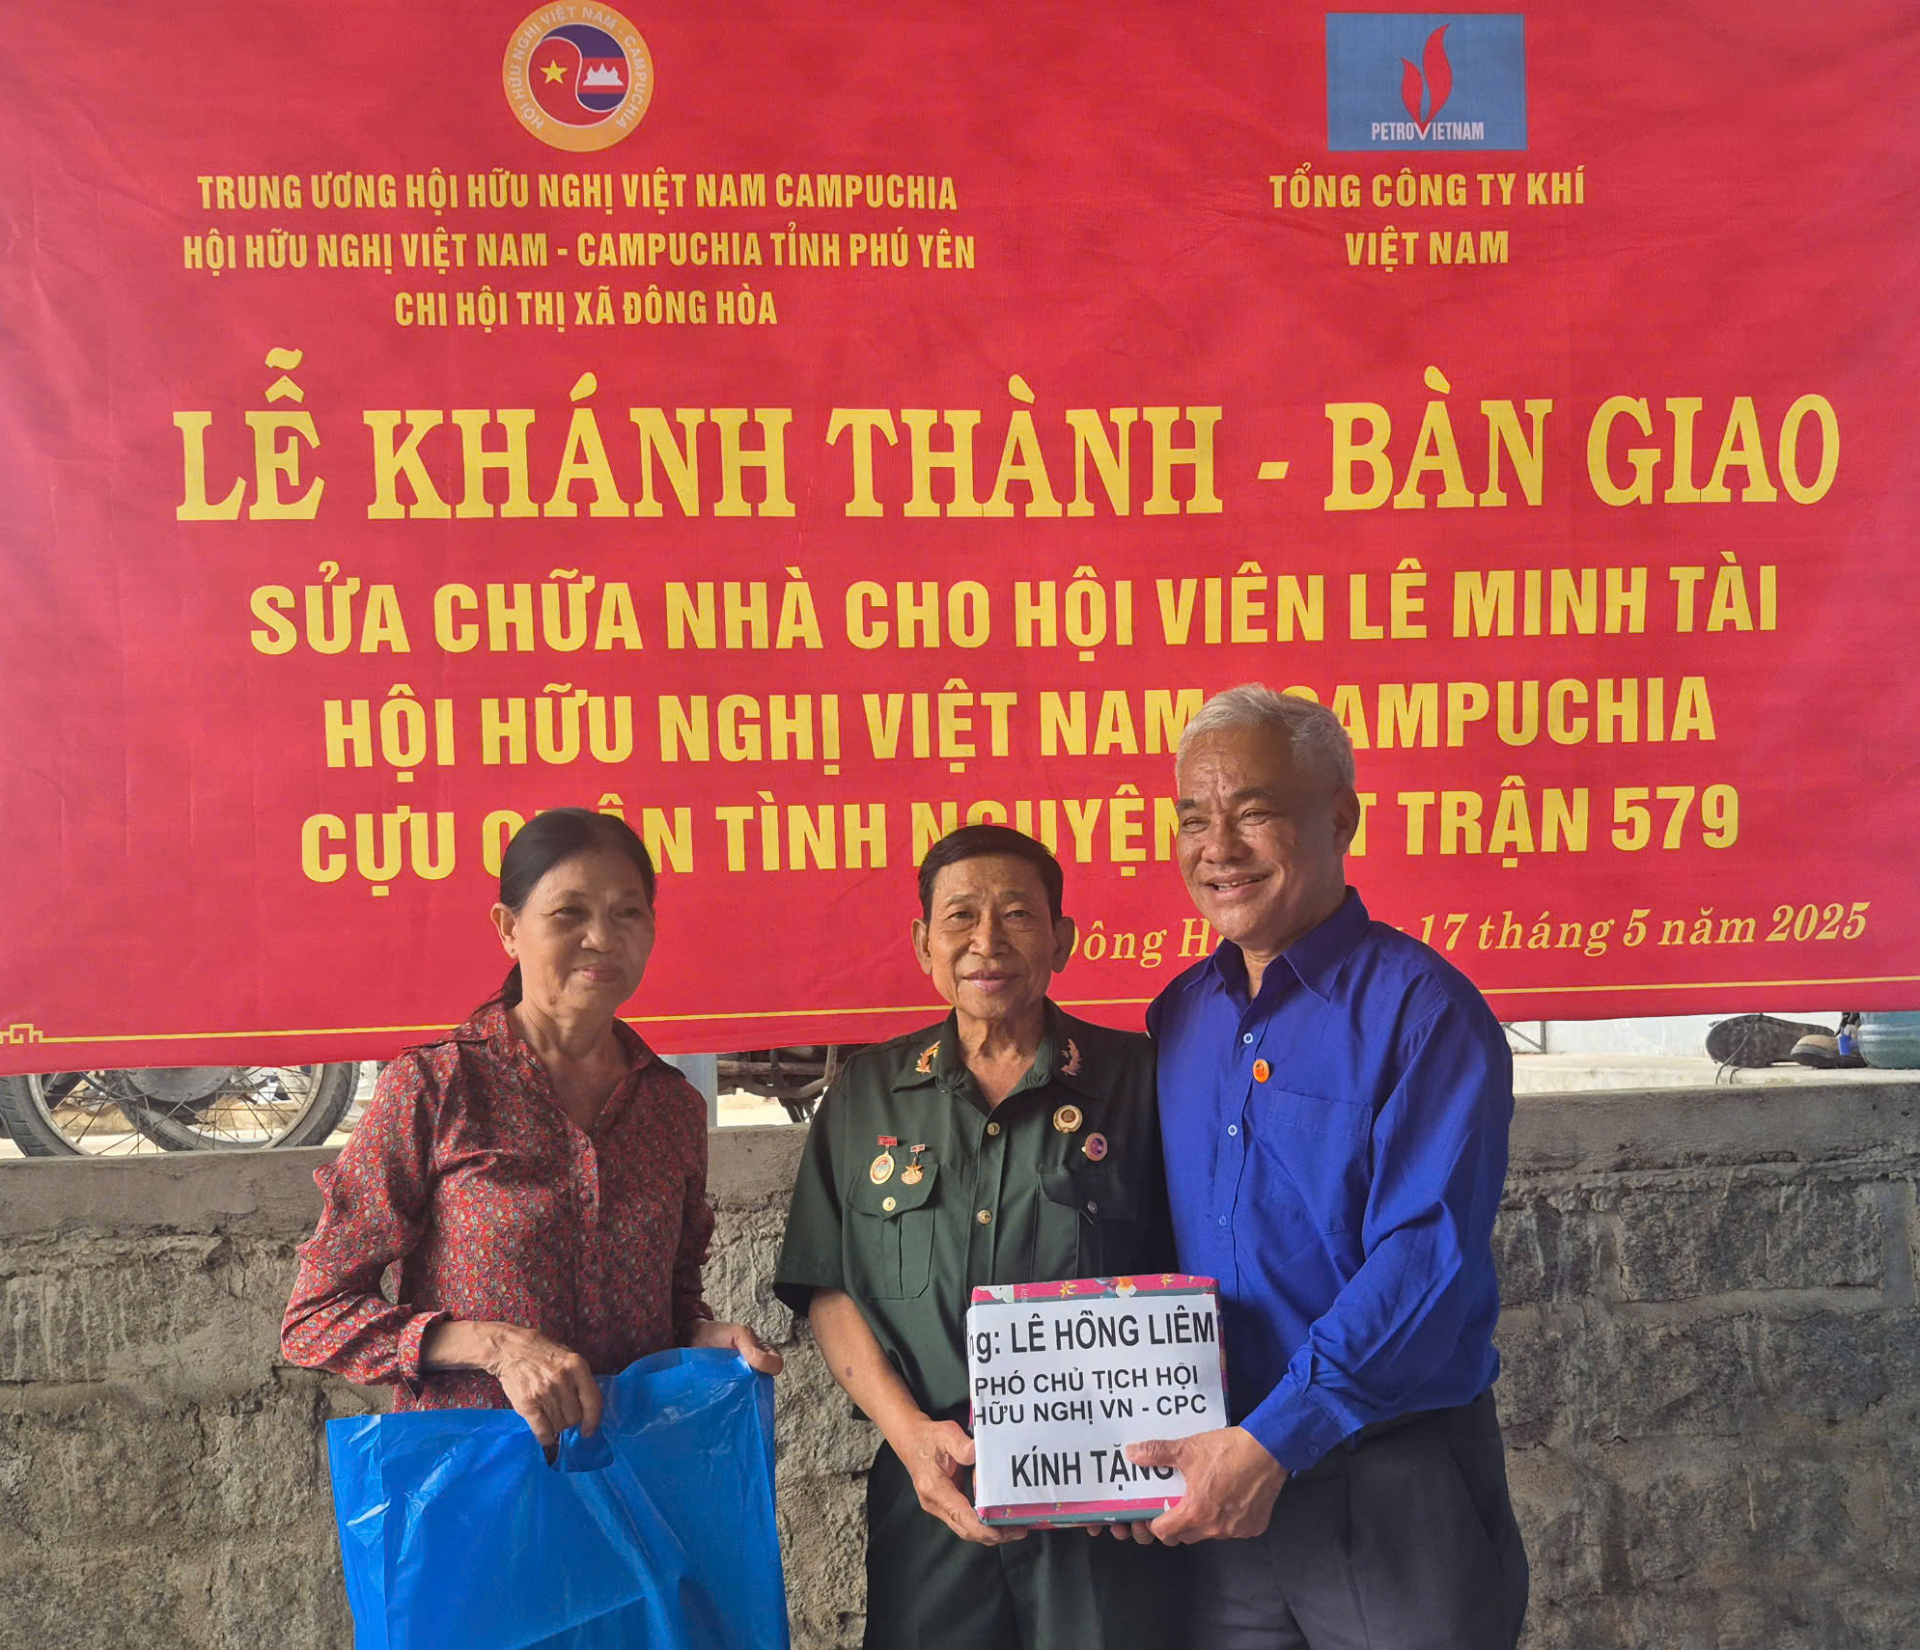 HỘI HỮU NGHỊ VIỆT NAM - CAMPUCHIA
PETROVIETNAM
TRUNG ƯƠNG HỘI HỮU NGHỊ VIỆT NAM CAMPUCHIA
HỘI HỮU NGHỊ VIỆT NAM - CAMPUCHIA TỈNH PHÚ YÊN
CHI HỘI THỊ XÃ ĐÔNG HÒA
TỔNG CÔNG TY KHÍ
VIỆT NAM
LỄ KHÁNH THÀNH - BÀN GIAO
SỬA CHỮA NHÀ CHO HỘI VIÊN LÊ MINH TÀI
HỘI HỮU NGHỊ VIỆT NAM CAMPUCHIA
CỰU QUÂN TÌNH NGUYỆN TRẬN 579
Đông 17 tháng 5 năm 2025
LÊ HỒNG LIÊM
PHÓ CHỦ TỊCH HỘI
HỮU NGHỊ VN - CPC
KÍNH TẶNG